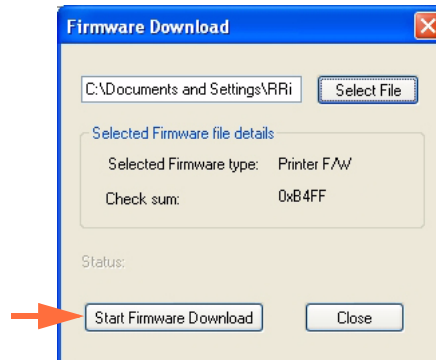 Firmware Download
C:\Documents and Settings\RRi
Select File
Selected Firmware file details
Selected Firmware type: Printer F/W
Check sum: 0xB4FF
Status:
Start Firmware Download
Close